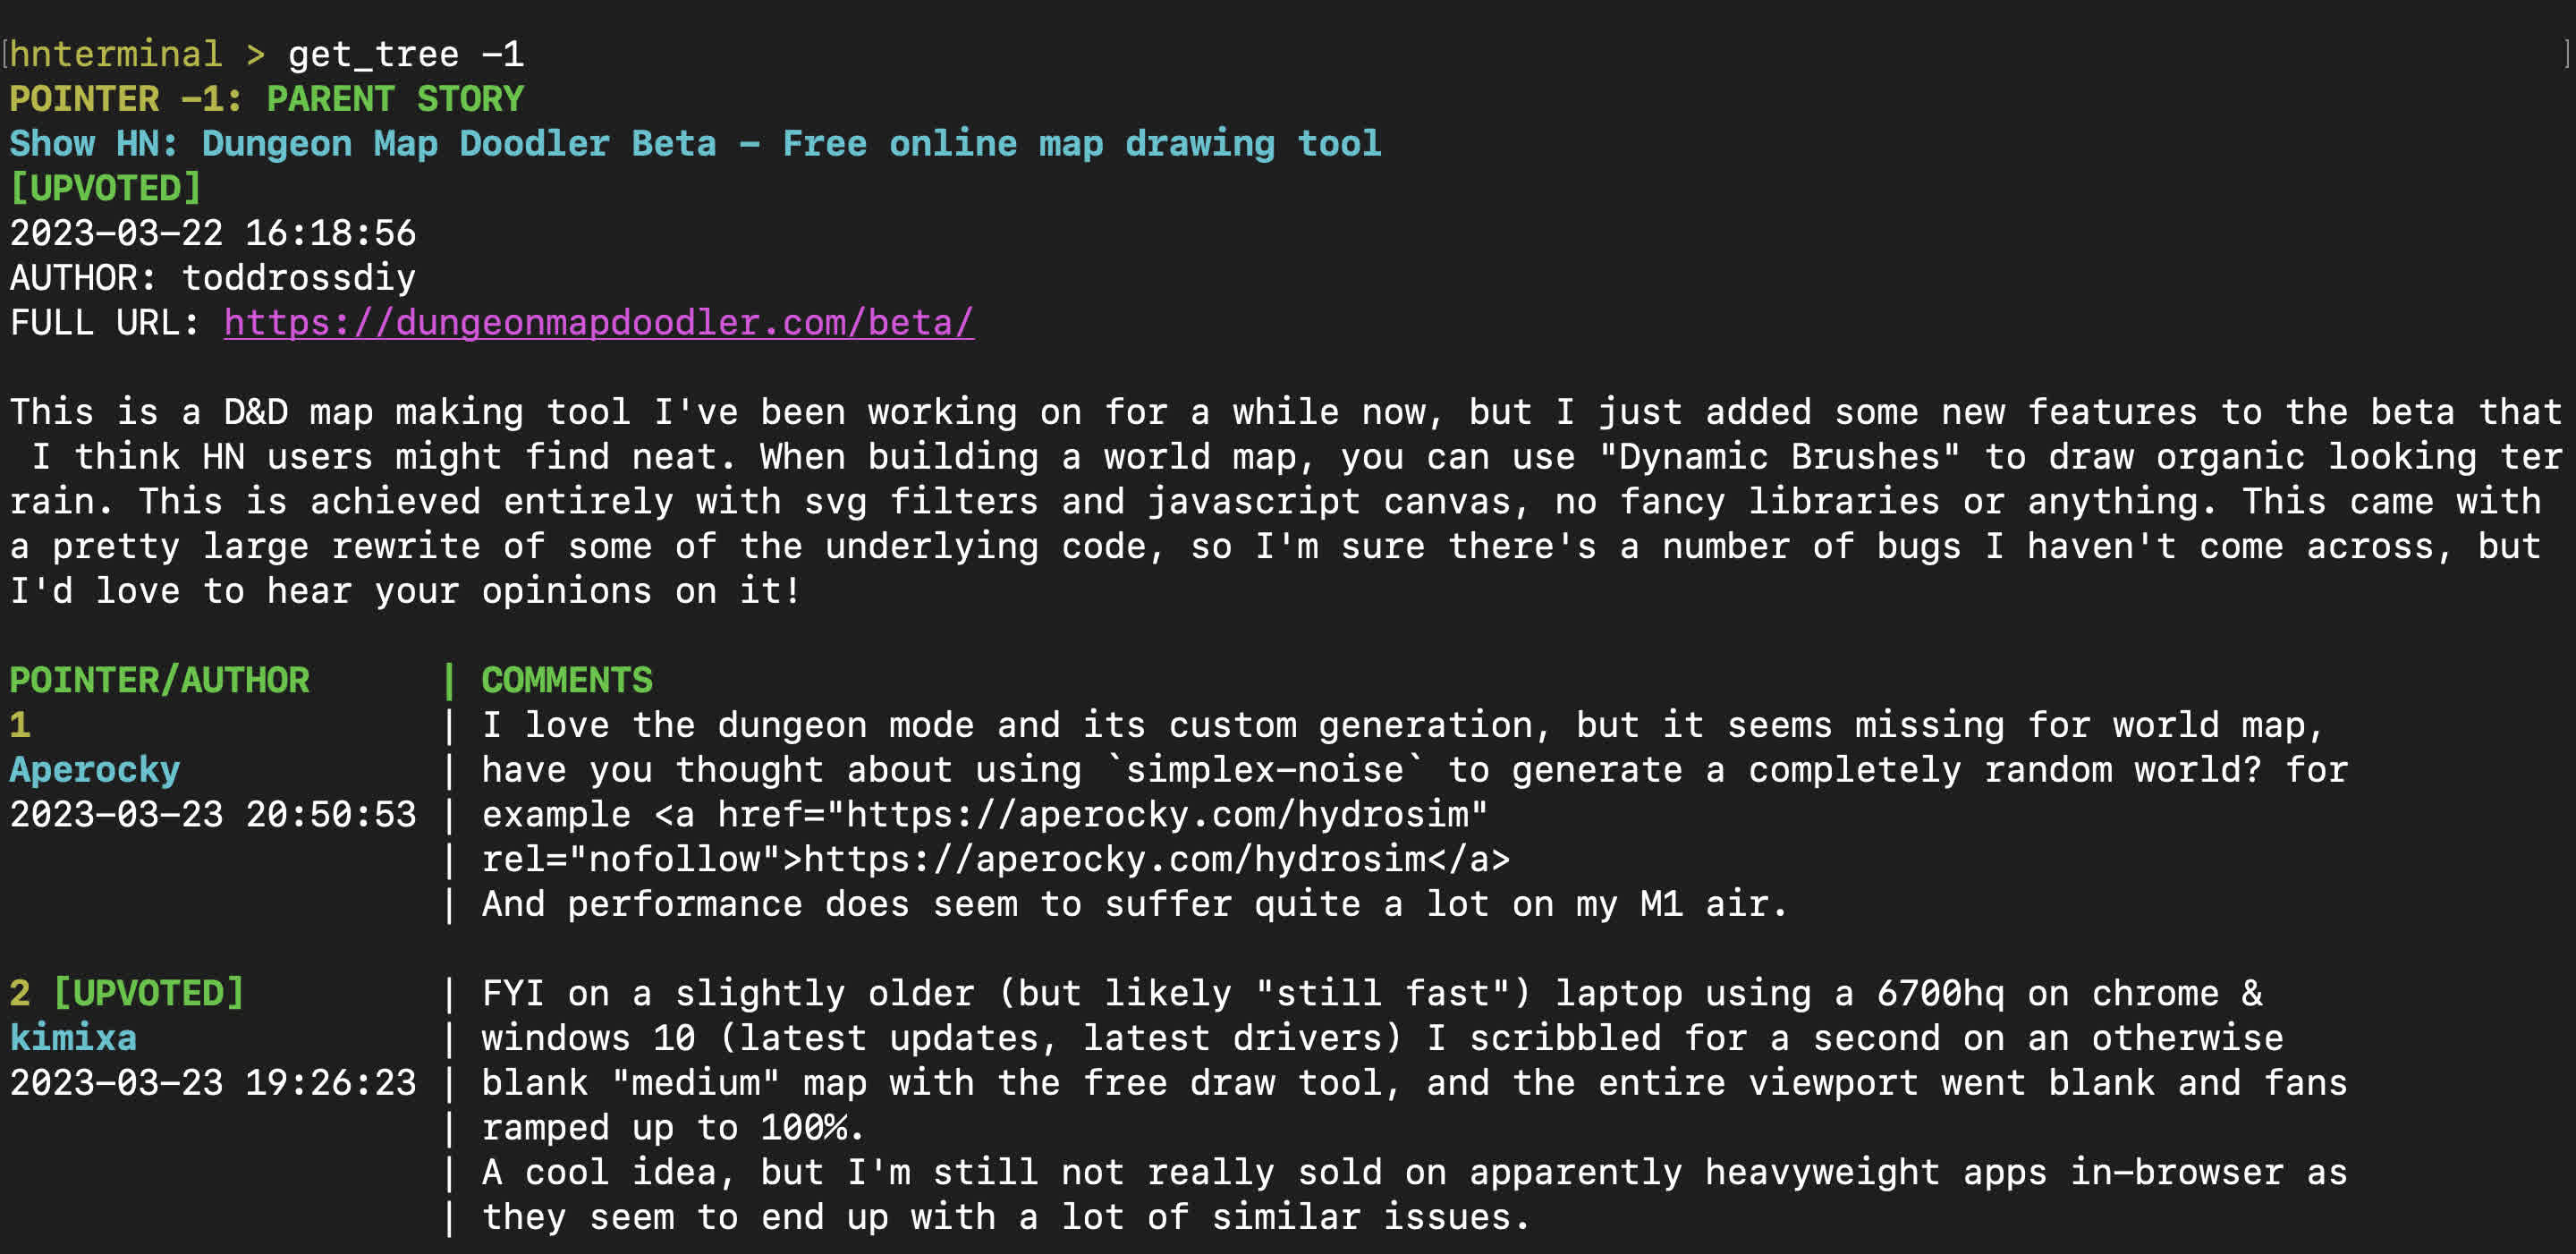 [hnterminal > get_tree -1 ]
POINTER -1: PARENT STORY
Show HN: Dungeon Map Doodler Beta - Free online map drawing tool
[UPVOTED]
2023-03-22 16:18:56
AUTHOR: toddrossdiy
FULL URL: https://dungeonmapdoodler.com/beta/
This is a D&D map making tool I've been working on for a while now, but I just added some new features to the beta that
I think HN users might find neat. When building a world map, you can use "Dynamic Brushes" to draw organic looking ter
rain. This is achieved entirely with svg filters and javascript canvas, no fancy libraries or anything. This came with
a pretty large rewrite of some of the underlying code, so I'm sure there's a number of bugs I haven't come across, but
I'd love to hear your opinions on it!
POINTER/AUTHOR | COMMENTS
1 | I love the dungeon mode and its custom generation, but it seems missing for world map,
Aperocky | have you thought about using `simplex-noise` to generate a completely random world? for
2023-03-23 20:50:53 | example <a href="https://aperocky.com/hydrosim"
| rel="nofollow">https://aperocky.com/hydrosim</a>
| And performance does seem to suffer quite a lot on my M1 air.
2 [UPVOTED] | FYI on a slightly older (but likely "still fast") laptop using a 6700hq on chrome &
kimixa | windows 10 (latest updates, latest drivers) I scribbled for a second on an otherwise
2023-03-23 19:26:23 | blank "medium" map with the free draw tool, and the entire viewport went blank and fans
| ramped up to 100%.
| A cool idea, but I'm still not really sold on apparently heavyweight apps in-browser as
| they seem to end up with a lot of similar issues.